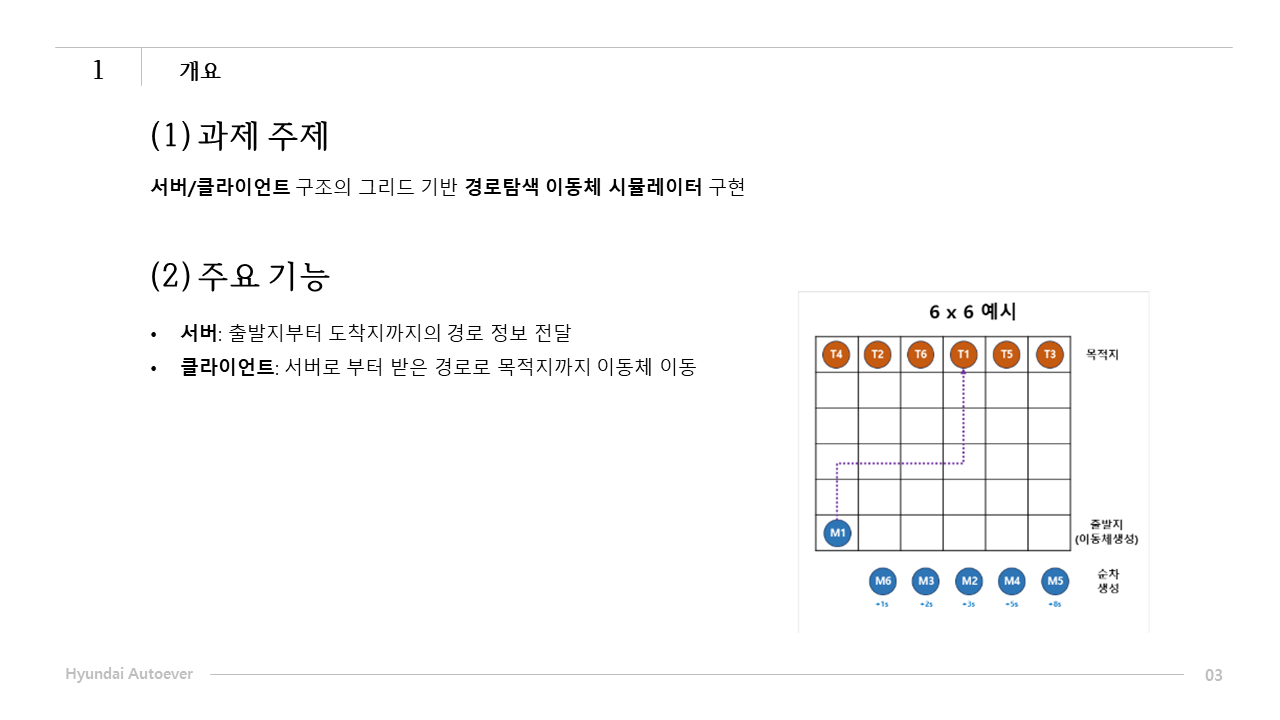 1
개요
(1) 과제 주제
서버/클라이언트 구조의 그리드 기반 경로탐색 이동체 시뮬레이터 구현
(2) 주요 기능
• 서버: 출발지부터 도착지까지의 경로 정보 전달
• 클라이언트: 서버로 부터 받은 경로로 목적지까지 이동체 이동
6 x 6 예시
T4 T2 T6 T1 T5 T3 목적지
M1
출발지
(이동체생성)
M6 M3 M2 M4 M5
순차
생성
+1s +2s +3s +5s +8s
Hyundai Autoever
03